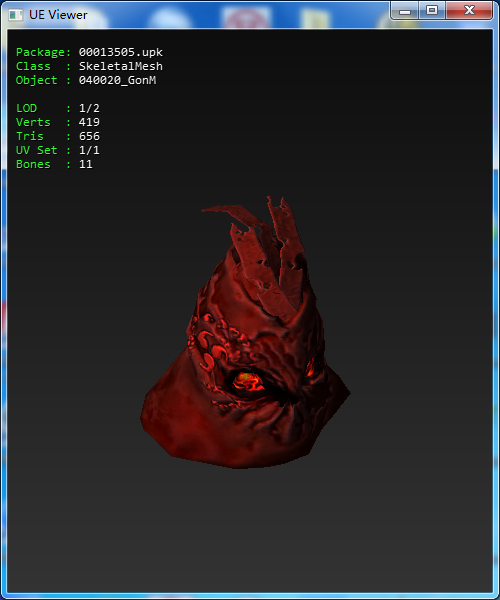 UE Viewer
Package: 00013505.upk
Class : SkeletalMesh
Object : 040020_GonM
LOD : 1/2
Verts : 419
Tris : 656
UV Set : 1/1
Bones : 11